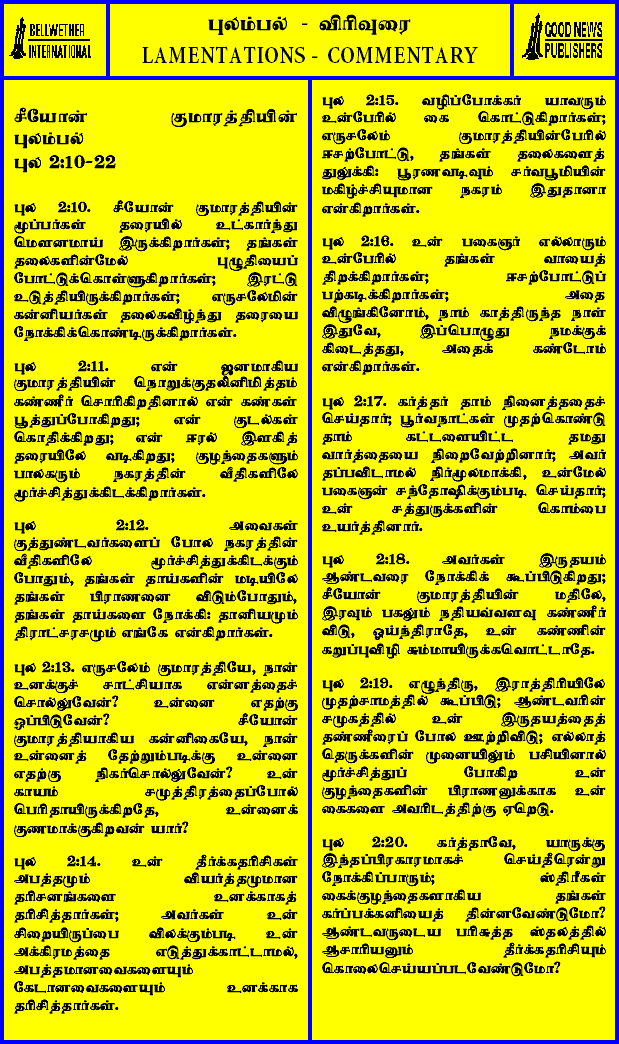 BELLWETHER
INTERNATIONAL
புலம்பல் - விரிவுரை
LAMENTATIONS - COMMENTARY
GOOD NEWS
PUBLISHERS
சீயோன் குமாரத்தியின்
புலம்பல்
புல 2:10-22
புல 2:10. சீயோன் குமாரத்தியின்
மூப்பர்கள் தரையில் உட்கார்ந்து
மௌனமாய் இருக்கிறார்கள்; தங்கள்
தலைகளின்மேல் புழுதியைப்
போட்டுக்கொள்ளுகிறார்கள்; இரட்டு
உடுத்தியிருக்கிறார்கள்; எருசலேமின்
கன்னியர்கள் தலைகவிழ்ந்து தரையை
நோக்கிக்கொண்டிருக்கிறார்கள்.
புல 2:11. என் ஜனமாகிய
குமாரத்தியின் நொறுக்குதலினிமித்தம்
கண்ணீர் சொரிகிறதினால் என் கண்கள்
பூத்துப்போகிறது; என் குடல்கள்
கொதிக்கிறது; என் ஈரல் இளகித்
தரையிலே வடிகிறது; குழந்தைகளும்
பாலகரும் நகரத்தின் வீதிகளிலே
மூர்ச்சித்துக்கிடக்கிறார்கள்.
புல 2:12. அவைகள்
குத்துண்டவர்களைப் போல நகரத்தின்
வீதிகளிலே மூர்ச்சித்துக்கிடக்கும்
போதும், தங்கள் தாய்களின் மடியிலே
தங்கள் பிராணனை விடும்போதும்,
தங்கள் தாய்களை நோக்கி: தானியமும்
திராட்சரசமும் எங்கே என்கிறார்கள்.
புல 2:13. எருசலேம் குமாரத்தியே, நான்
உனக்குச் சாட்சியாக என்னத்தைச்
சொல்லுவேன்? உன்னை எதற்கு
ஒப்பிடுவேன்? சீயோன்
குமாரத்தியாகிய கன்னிகையே, நான்
உன்னைத் தேற்றும்படிக்கு உன்னை
எதற்கு நிகர்சொல்லுவேன்? உன்
காயம் சமுத்திரத்தைப்போல்
பெரிதாயிருக்கிறதே, உன்னைக்
குணமாக்குகிறவன் யார்?
புல 2:14. உன் தீர்க்கதரிசிகள்
அபத்தமும் வியர்த்தமுமான
தரிசனங்களை உனக்காகத்
தரிசித்தார்கள்; அவர்கள் உன்
சிறையிருப்பை விலக்கும்படி உன்
அக்கிரமத்தை எடுத்துக்காட்டாமல்,
அபத்தமானவைகளையும்
கேடானவைகளையும் உனக்காக
தரிசித்தார்கள்.
புல 2:15. வழிப்போக்கர் யாவரும்
உன்பேரில் கை கொட்டுகிறார்கள்;
எருசலேம் குமாரத்தியின்பேரில்
ஈசற்போட்டு, தங்கள் தலைகளைத்
துலுக்கி: பூரணவடிவும் சர்வபூமியின்
மகிழ்ச்சியுமான நகரம் இதுதானா
என்கிறார்கள்.
புல 2:16. உன் பகைஞர் எல்லாரும்
உன்பேரில் தங்கள் வாயைத்
திறக்கிறார்கள்; ஈசற்போட்டுப்
பற்கடிக்கிறார்கள்; அதை
விழுங்கினோம், நாம் காத்திருந்த நாள்
இதுவே, இப்பொழுது நமக்குக்
கிடைத்தது, அதைக் கண்டோம்
என்கிறார்கள்.
புல 2:17. கர்த்தர் தாம் நினைத்ததைச்
செய்தார்; பூர்வநாட்கள் முதற்கொண்டு
தாம் கட்டளையிட்ட தமது
வார்த்தையை நிறைவேற்றினார்; அவர்
தப்பவிடாமல் நிர்மூலமாக்கி, உன்மேல்
பகைஞன் சந்தோஷிக்கும்படி செய்தார்;
உன் சத்துருக்களின் கொம்பை
உயர்த்தினார்.
புல 2:18. அவர்கள் இருதயம்
ஆண்டவரை நோக்கிக் கூப்பிடுகிறது;
சீயோன் குமாரத்தியின் மதிலே,
இரவும் பகலும் நதியவ்வளவு கண்ணீர்
விடு, ஓய்ந்திராதே, உன் கண்ணின்
கறுப்புவிழி சும்மாயிருக்கவொட்டாதே.
புல 2:19. எழுந்திரு, இராத்திரியிலே
முதற்சாமத்தில் கூப்பிடு; ஆண்டவரின்
சமுகத்தில் உன் இருதயத்தைத்
தண்ணீரைப் போல ஊற்றிவிடு; எல்லாத்
தெருக்களின் முனையிலும் பசியினால்
மூர்ச்சித்துப் போகிற உன்
குழந்தைகளின் பிராணனுக்காக உன்
கைகளை அவரிடத்திற்கு ஏறெடு.
புல 2:20. கர்த்தாவே, யாருக்கு
இந்தப்பிரகாரமாகச் செய்தீரென்று
நோக்கிப்பாரும்; ஸ்திரீகள்
கைக்குழந்தைகளாகிய தங்கள்
கர்ப்பக்கனியைத் தின்னவேண்டுமோ?
ஆண்டவருடைய பரிசுத்த ஸ்தலத்தில்
ஆசாரியனும் தீர்க்கதரிசியும்
கொலைசெய்யப்படவேண்டுமோ?